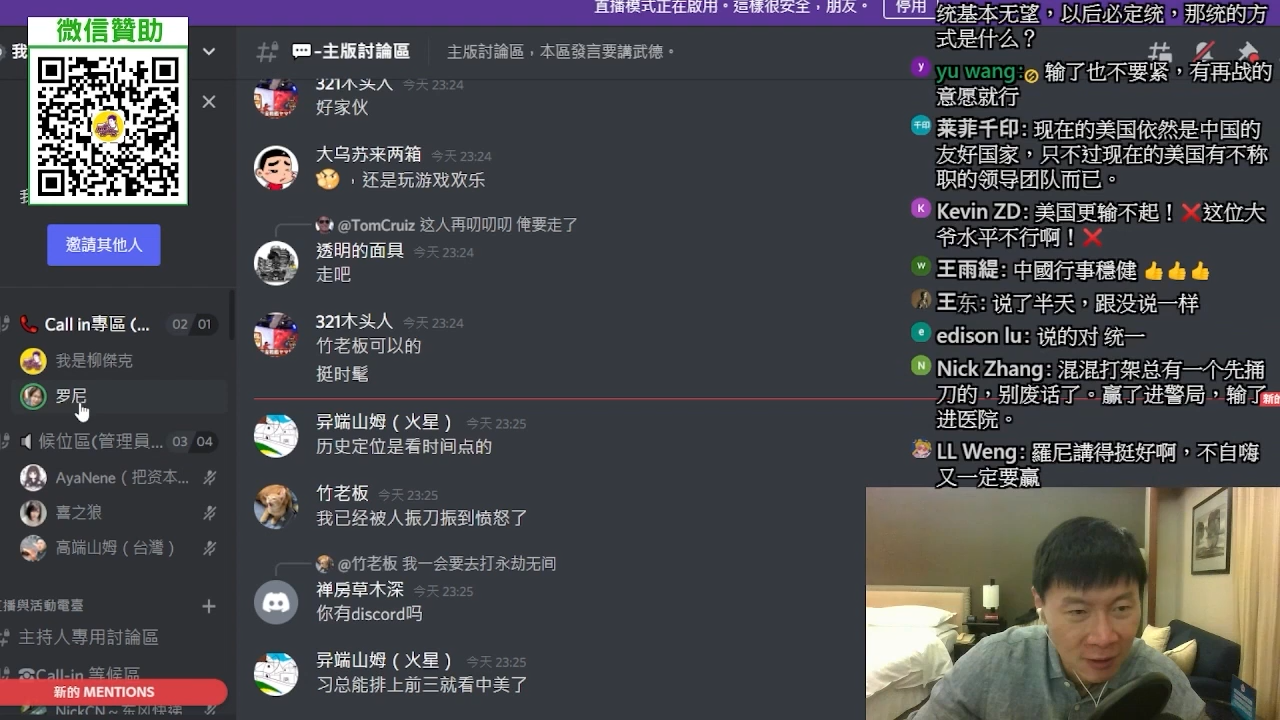 直播模式正在啟用。這樣很安全，朋友。
停用
微信贊助
我
邀請其他人
Call in專區 (...
02 01
我是柳傑克
罗尼
候位區(管理員...
03 04
AyaNene（把资本...
喜之狼
高端山姆（台灣）
播與活動電臺
主持人專用討論區
Call-in 等候區
新的 MENTIONS
NickCN ~ 东风快递
-主版討論區
主版討論區，本區發言要講武德。
321木头人 今天 23:24
好家伙
大乌苏来两箱 今天 23:24
，还是玩游戏欢乐
@TomCruiz 这人再叨叨叨 俺要走了
透明的面具 今天 23:24
走吧
321木头人 今天 23:24
竹老板可以的
挺时髦
异端山姆（火星） 今天 23:25
历史定位是看时间点的
竹老板 今天 23:25
我已经被人振刀振到愤怒了
@竹老板 我一会要去打永劫无间
禅房草木深 今天 23:25
你有discord吗
异端山姆（火星） 今天 23:25
习总能排上前三就看中美了
统基本无望，以后必定统，那统的方
式是什么？
yu wang: 输了也不要紧，有再战的
意愿就行
莱菲千印: 现在的美国依然是中国的
友好国家，只不过现在的美国有不称
职的领导团队而已。
Kevin ZD: 美国更输不起！❌这位大
爷水平不行啊！❌
王雨緹: 中國行事穩健 👍👍👍
王东: 说了半天，跟没说一样
edison lu: 说的对 统一
Nick Zhang: 混混打架总有一个先捅
刀的，别废话了。赢了进警局，输了
进医院。
新的
LL Weng: 羅尼講得挺好啊，不自嗨
又一定要贏